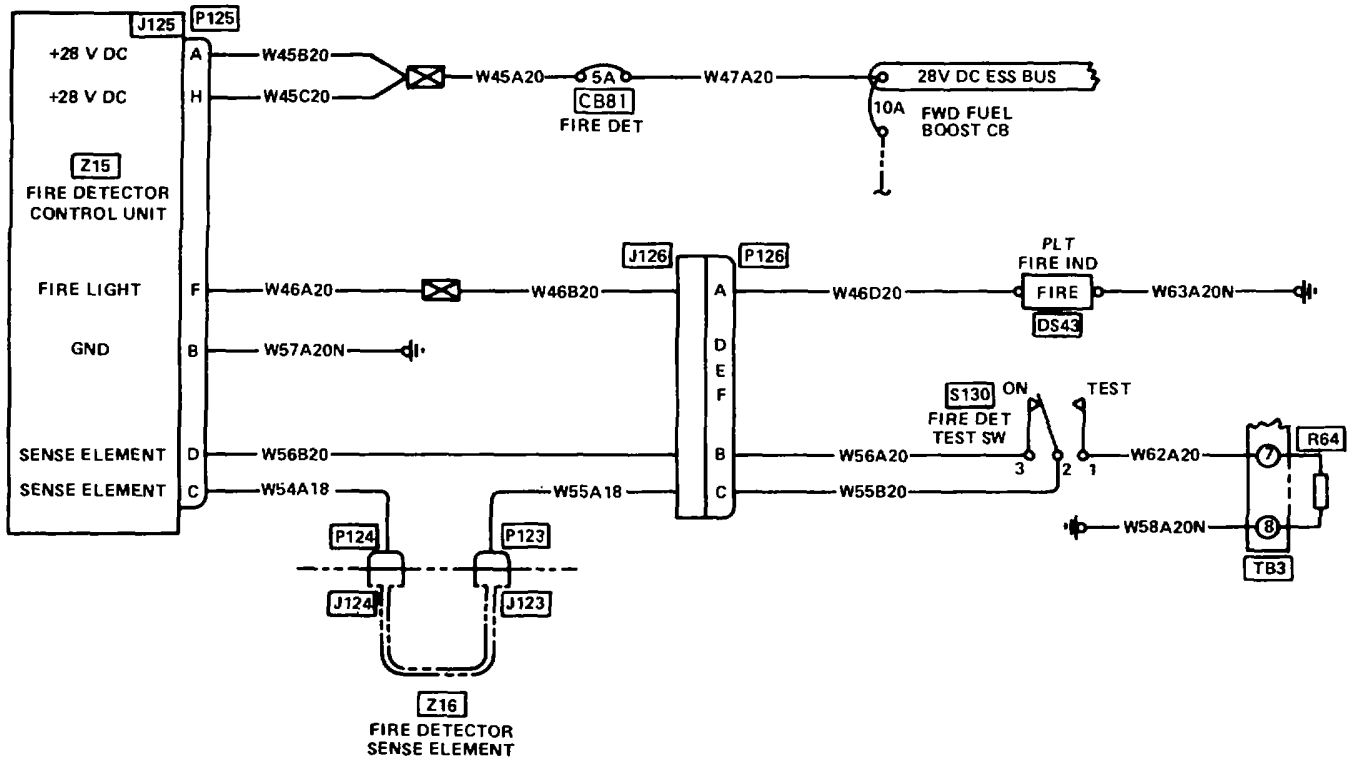 J125 P125
+28 V DC A W45B20
+28 V DC H W45C20
W45A20 5A W47A20 28V DC ESS BUS
CB81
FIRE DET
10A FWD FUEL
BOOST CB
Z15
FIRE DETECTOR
CONTROL UNIT
J126 P126
PLT
FIRE IND
FIRE LIGHT F W46A20 W46B20 A W46D20 FIRE W63A20N
DS43
GND B W57A20N
D
E
F
S130 ON TEST
FIRE DET
TEST SW
SENSE ELEMENT D W56B20 B W56A20 3 2 1 W62A20 7 R64
SENSE ELEMENT C W54A18 W55A18 C W55B20
W58A20N 8
TB3
P124 P123
J124 J123
Z16
FIRE DETECTOR
SENSE ELEMENT